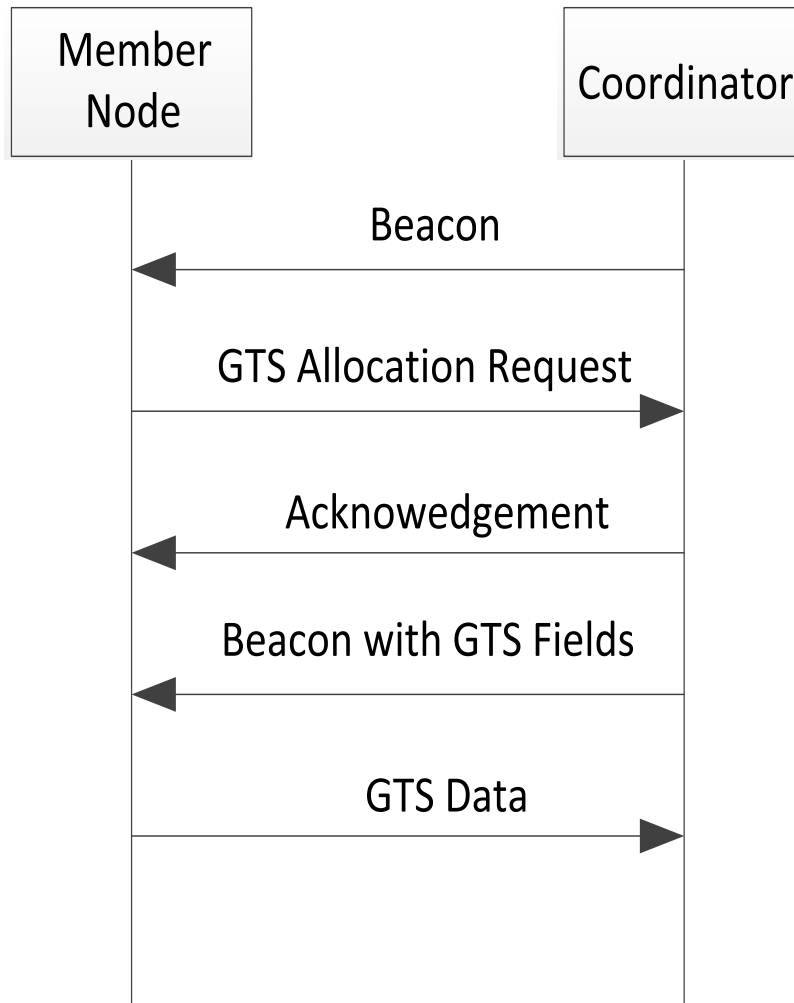 Member
Node
Coordinator
Beacon
GTS Allocation Request
Acknowedgement
Beacon with GTS Fields
GTS Data